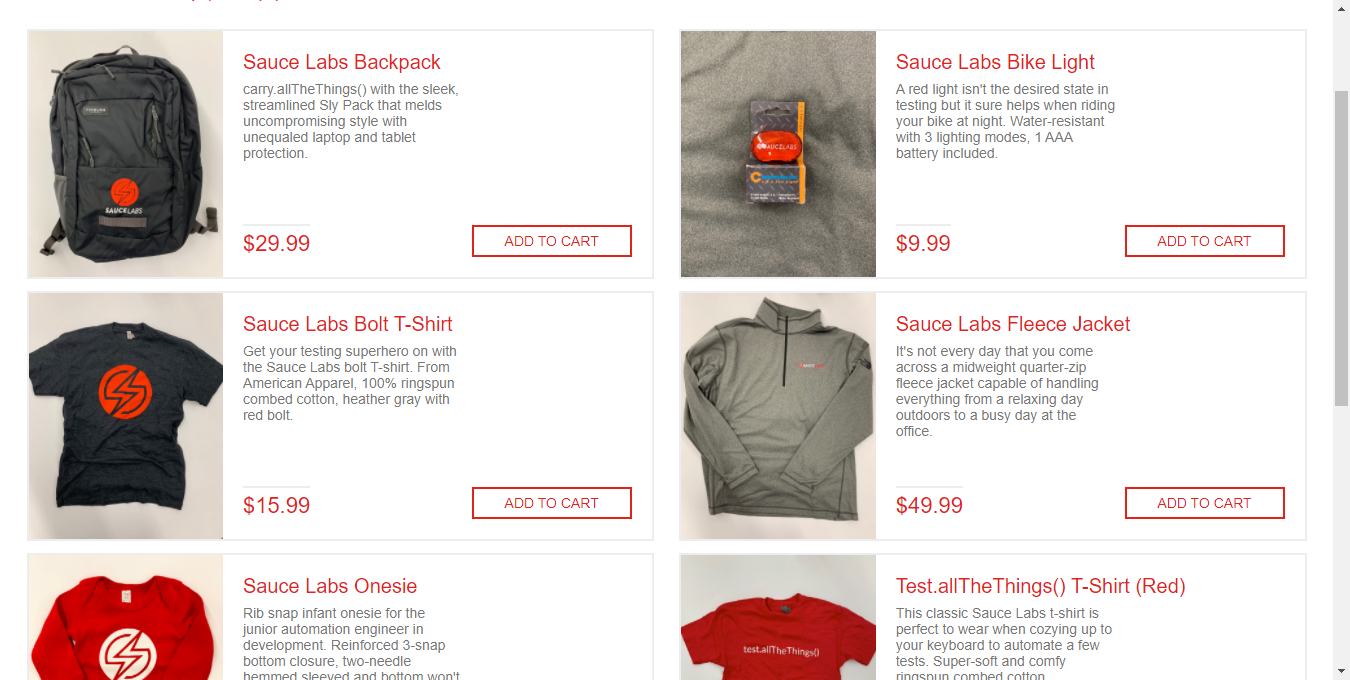 Sauce Labs Backpack
carry.allTheThings() with the sleek,
streamlined Sly Pack that melds
uncompromising style with
unequaled laptop and tablet
protection.
$29.99
ADD TO CART
SAUCELABS
Sauce Labs Bike Light
A red light isn't the desired state in
testing but it sure helps when riding
your bike at night. Water-resistant
with 3 lighting modes, 1 AAA
battery included.
$9.99
ADD TO CART
SAUCELABS
Sauce Labs Bolt T-Shirt
Get your testing superhero on with
the Sauce Labs bolt T-shirt. From
American Apparel, 100% ringspun
combed cotton, heather gray with
red bolt.
$15.99
ADD TO CART
Sauce Labs Fleece Jacket
It's not every day that you come
across a midweight quarter-zip
fleece jacket capable of handling
everything from a relaxing day
outdoors to a busy day at the
office.
$49.99
ADD TO CART
Sauce Labs Onesie
Rib snap infant onesie for the
junior automation engineer in
development. Reinforced 3-snap
bottom closure, two-needle
hemmed sleeved and bottom won't
Test.allTheThings() T-Shirt (Red)
This classic Sauce Labs t-shirt is
perfect to wear when cozying up to
your keyboard to automate a few
tests. Super-soft and comfy
ringspun combed cotton
test.allTheThings()